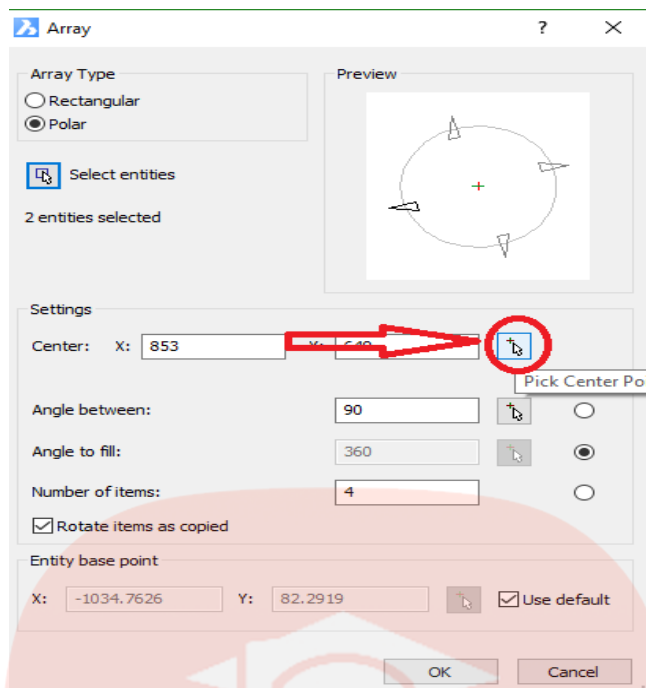 Array
?
Array Type
Rectangular
Polar
Preview
Select entities
2 entities selected
Settings
Center: X: 853
Pick Center Po
Angle between: 90
Angle to fill: 360
Number of items: 4
Rotate items as copied
Entity base point
X: -1034.7626 Y: 82.2919 Use default
OK Cancel